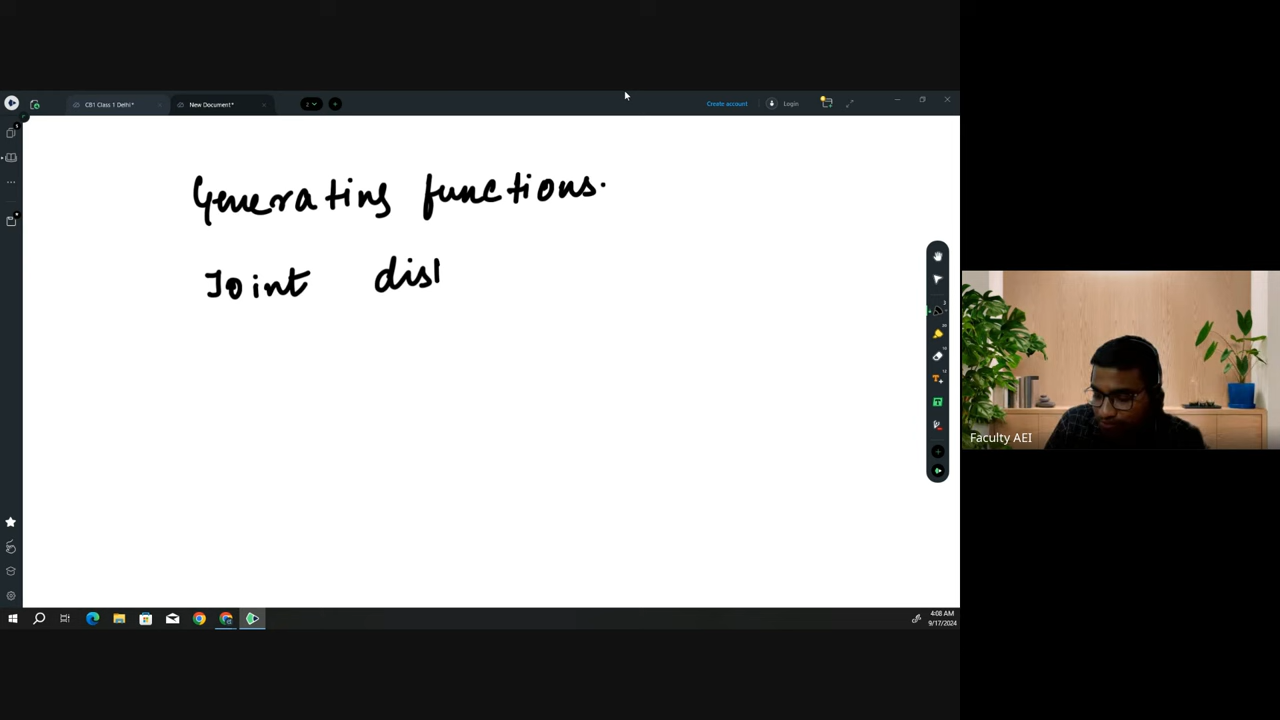 CB1 Class 1 Delhi*
New Document*
2
Create account
Login
Generating functions.
Joint dist
Faculty AEI
4:08 AM
9/17/2024